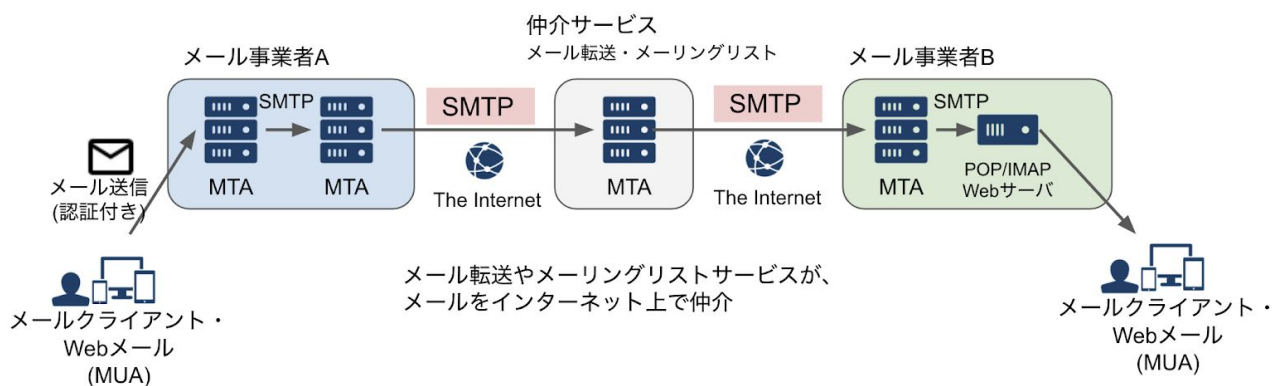 仲介サービス
メール転送・メーリングリスト
メール事業者A
メール事業者B
SMTP
SMTP
SMTP
SMTP
メール送信
(認証付き)
MTA
MTA
The Internet
MTA
The Internet
MTA
POP/IMAP
Webサーバ
メール転送やメーリングリストサービスが、
メールをインターネット上で仲介
メールクライアント・
Webメール
(MUA)
メールクライアント・
Webメール
(MUA)